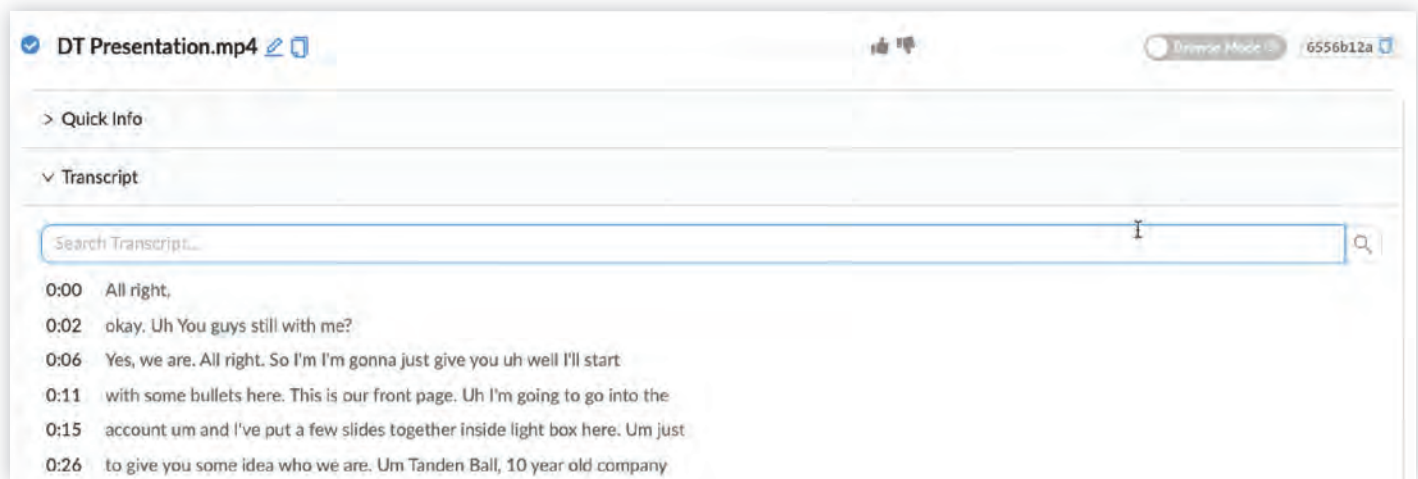 DT Presentation.mp4
Browse Mode
6556b12a
> Quick Info
Transcript
Search Transcript...
0:00 All right,
0:02 okay. Uh You guys still with me?
0:06 Yes, we are. All right. So I'm I'm gonna just give you uh well I'll start
0:11 with some bullets here. This is our front page. Uh I'm going to go into the
0:15 account um and I've put a few slides together inside light box here. Um just
0:26 to give you some idea who we are. Um Tanden Ball, 10 year old company